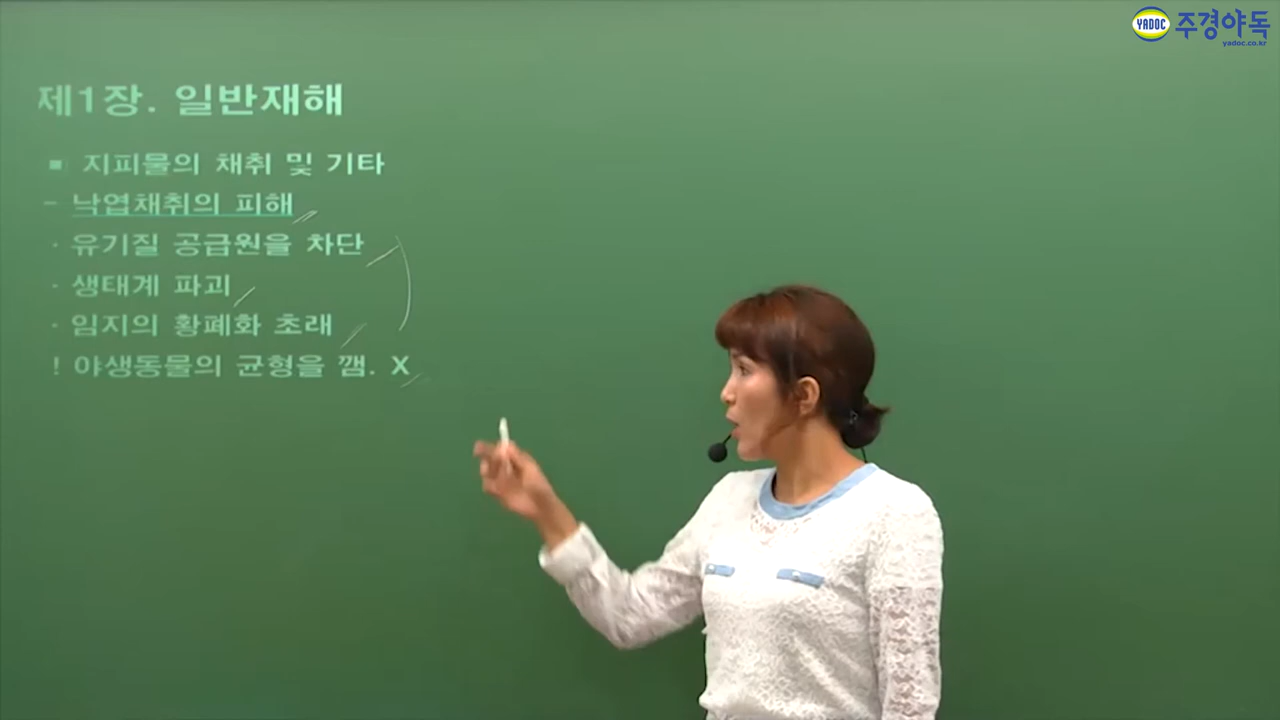 YADOC 주경야독
yadoc.co.kr
제1장. 일반재해
■ 지피물의 채취 및 기타
- 낙엽채취의 피해
· 유기질 공급원을 차단
· 생태계 파괴
· 임지의 황폐화 초래
! 야생동물의 균형을 깸. X